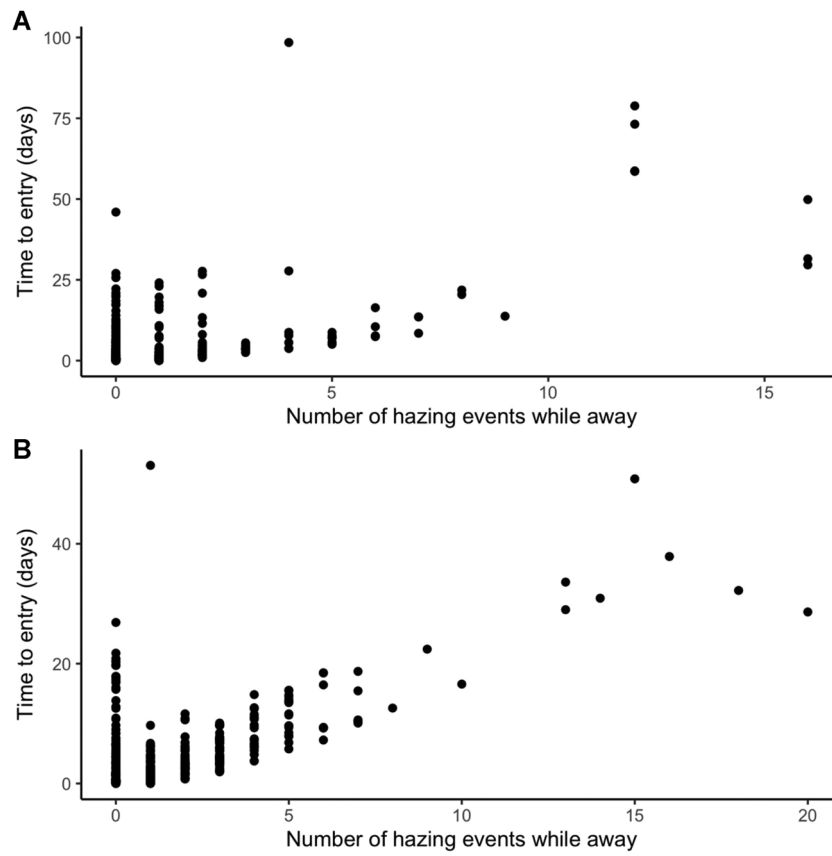 A
100
75
50
25
0
Time to entry (days)
0 5 10 15
Number of hazing events while away
B
40
20
0
Time to entry (days)
0 5 10 15 20
Number of hazing events while away